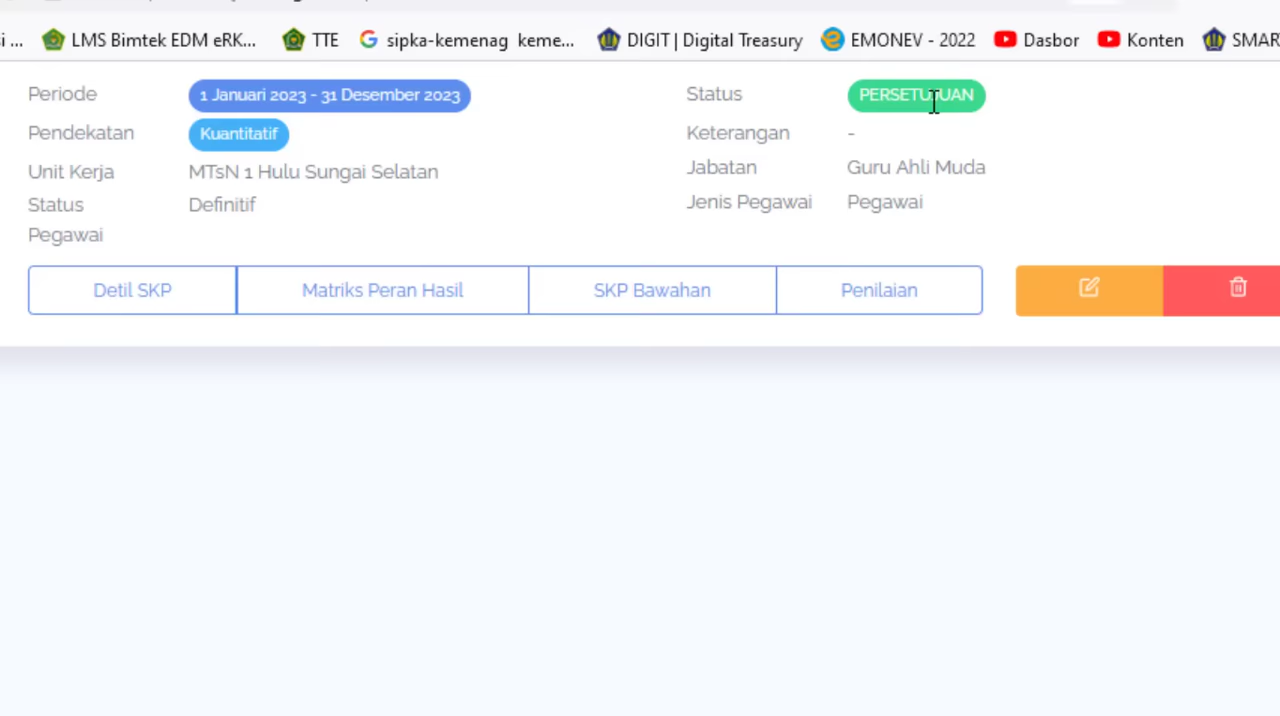 LMS Bimtek EDM eRK... TTE sipka-kemenag keme... DIGIT | Digital Treasury EMONEV - 2022 Dasbor Konten SMAR
Periode 1 Januari 2023 - 31 Desember 2023 Status PERSETUJUAN
Pendekatan Kuantitatif Keterangan -
Unit Kerja MTsN 1 Hulu Sungai Selatan Jabatan Guru Ahli Muda
Status Pegawai Definitif Jenis Pegawai Pegawai
Detil SKP Matriks Peran Hasil SKP Bawahan Penilaian